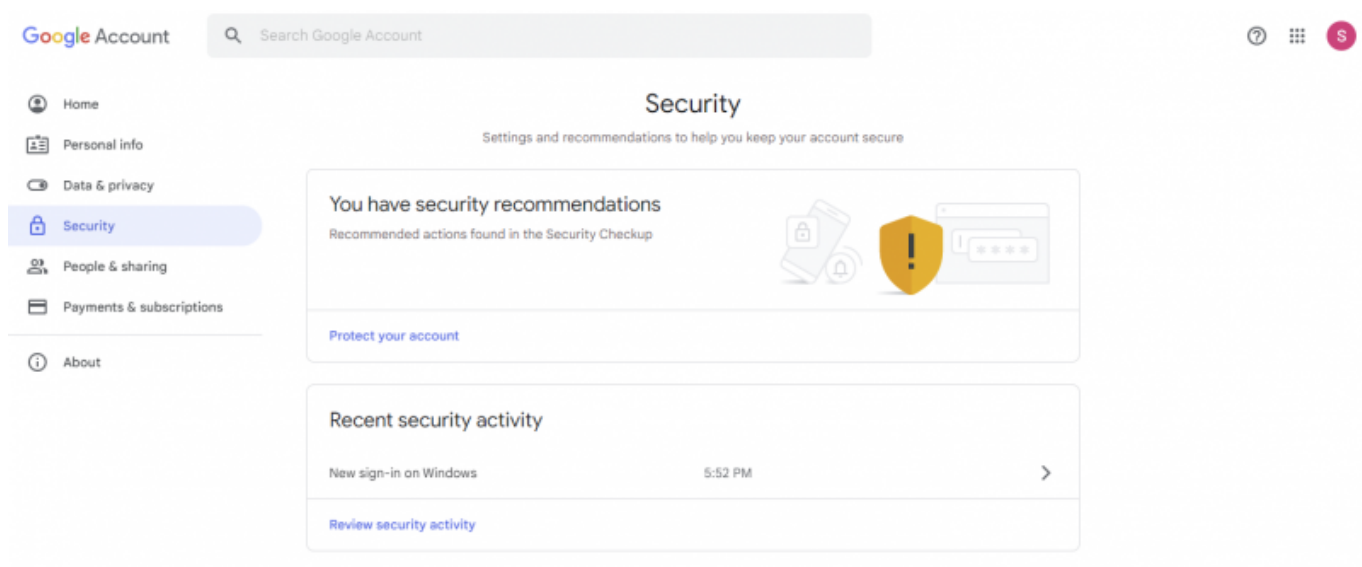 Google Account
Search Google Account
S
Home
Personal info
Data & privacy
Security
People & sharing
Payments & subscriptions
About
Security
Settings and recommendations to help you keep your account secure
You have security recommendations
Recommended actions found in the Security Checkup
Protect your account
Recent security activity
New sign-in on Windows 5:52 PM
Review security activity